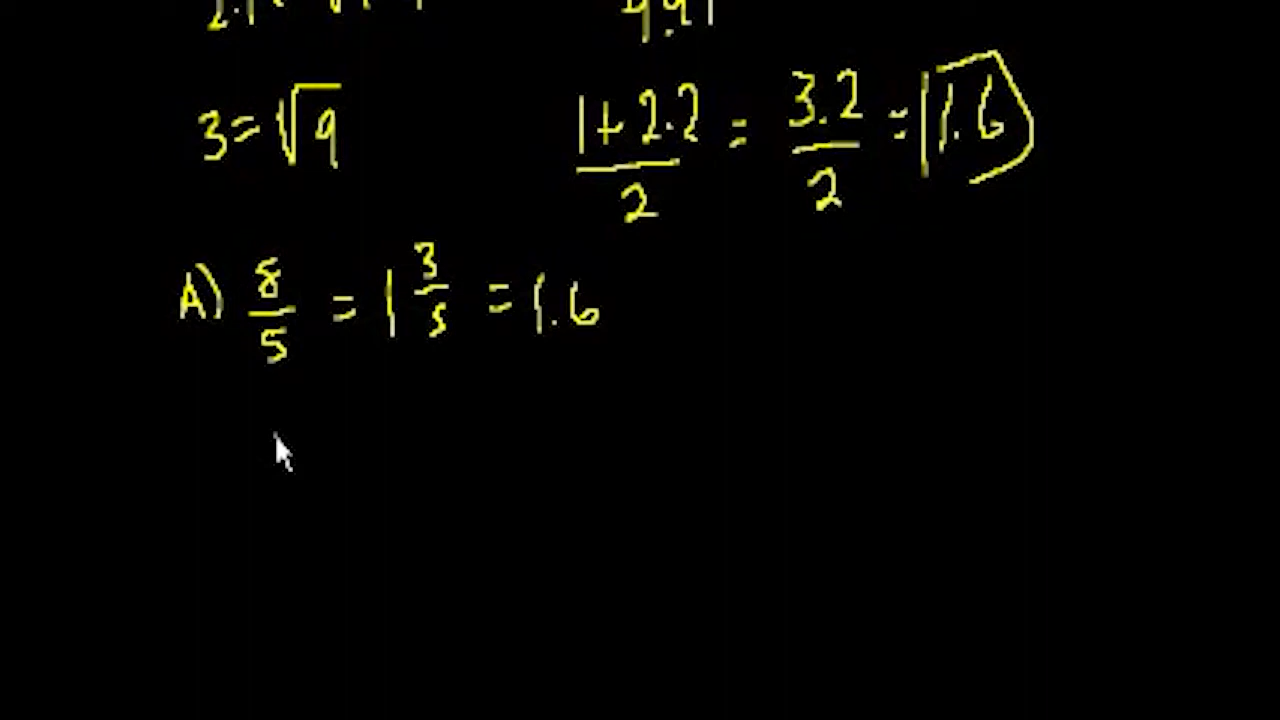 3 = √9
(1 + 2.2)/2 = 3.2/2 = 1.6
A) 8/5 = 1 3/5 = 1.6